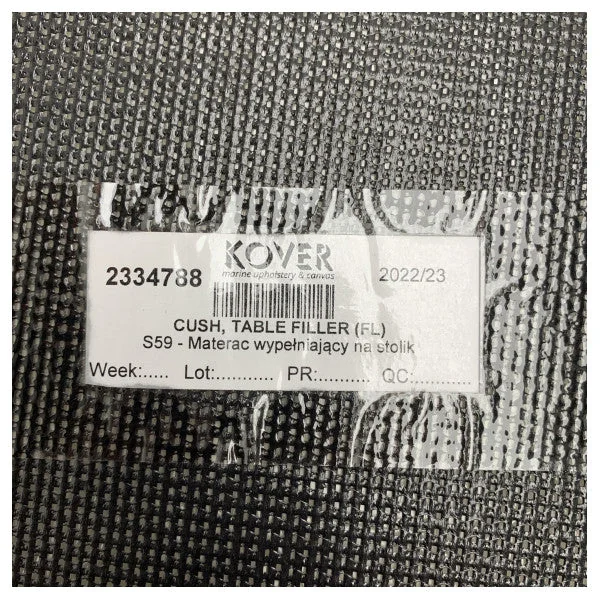 KOVER
marine upholstery & canvas
2334788
2022/23
CUSH, TABLE FILLER (FL)
S59 - Materac wypełniający na stolik
Week:..... Lot:........... PR:.......... QC:............